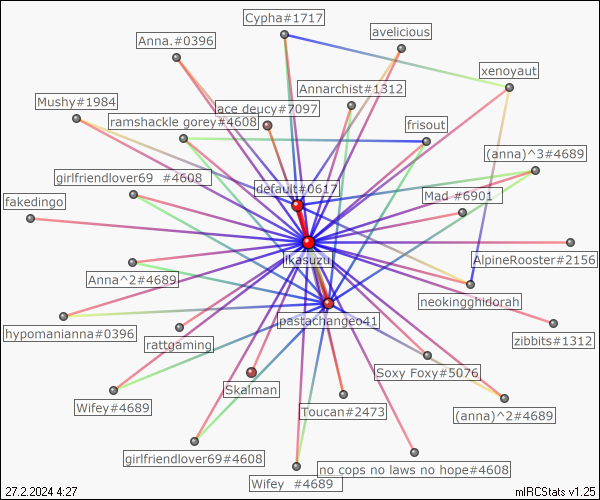 Cypha#1717
avelicious
Anna.#0396
xenoyaut
Annarchist#1312
Mushy#1984
ace deucy#7097
ramshackle gorey#4608
frisout
(anna)^3#4689
girlfriendlover69 #4608
default#0617
Mad #6901
fakedingo
ikasuzu
AlpineRooster#2156
Anna^2#4689
neokingghidorah
pastachangeo41
hypomanianna#0396
rattgaming
zibbits#1312
Soxy Foxy#5076
Skalman
Wifey#4689
Toucan#2473
(anna)^2#4689
girlfriendlover69#4608
no cops no laws no hope#4608
Wifey #4689
27.2.2024 4:27
mIRCStats v1.25